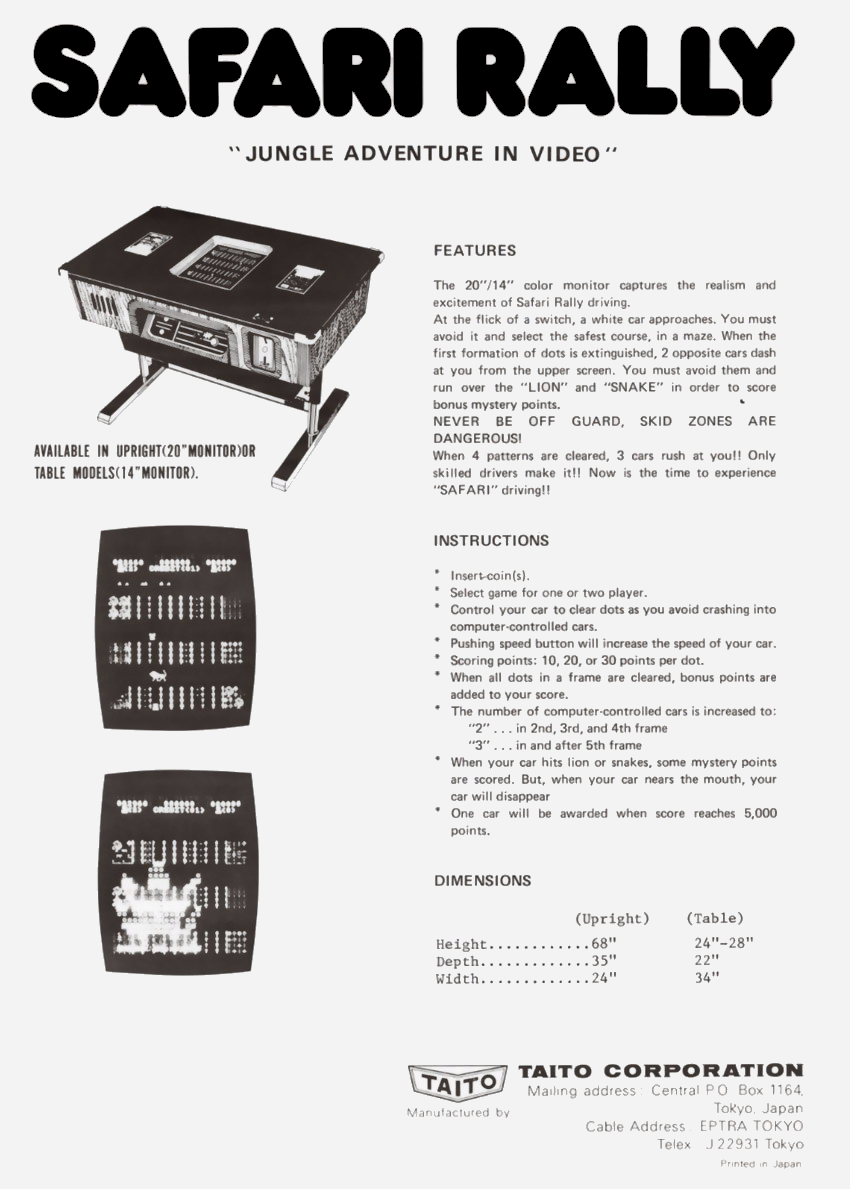 SAFARI RALLY
"JUNGLE ADVENTURE IN VIDEO"
AVAILABLE IN UPRIGHT(20"MONITOR)OR
TABLE MODELS(14"MONITOR).
FEATURES
The 20"/14" color monitor captures the realism and
excitement of Safari Rally driving.
At the flick of a switch, a white car approaches. You must
avoid it and select the safest course, in a maze. When the
first formation of dots is extinguished, 2 opposite cars dash
at you from the upper screen. You must avoid them and
run over the "LION" and "SNAKE" in order to score
bonus mystery points.
NEVER BE OFF GUARD, SKID ZONES ARE
DANGEROUS!
When 4 patterns are cleared, 3 cars rush at you!! Only
skilled drivers make it!! Now is the time to experience
"SAFARI" driving!!
INSTRUCTIONS
* Insert-coin(s).
* Select game for one or two player.
* Control your car to clear dots as you avoid crashing into
computer-controlled cars.
* Pushing speed button will increase the speed of your car.
* Scoring points: 10, 20, or 30 points per dot.
* When all dots in a frame are cleared, bonus points are
added to your score.
* The number of computer-controlled cars is increased to:
"2" . . . in 2nd, 3rd, and 4th frame
"3" . . . in and after 5th frame
* When your car hits lion or snakes, some mystery points
are scored. But, when your car nears the mouth, your
car will disappear
* One car will be awarded when score reaches 5,000
points.
DIMENSIONS
(Upright) (Table)
Height............68" 24"-28"
Depth.............35" 22"
Width.............24" 34"
TAITO
Manufactured by
TAITO CORPORATION
Mailing address : Central P O Box 1164,
Tokyo, Japan
Cable Address EPTRA TOKYO
Telex J 22931 Tokyo
Printed in Japan